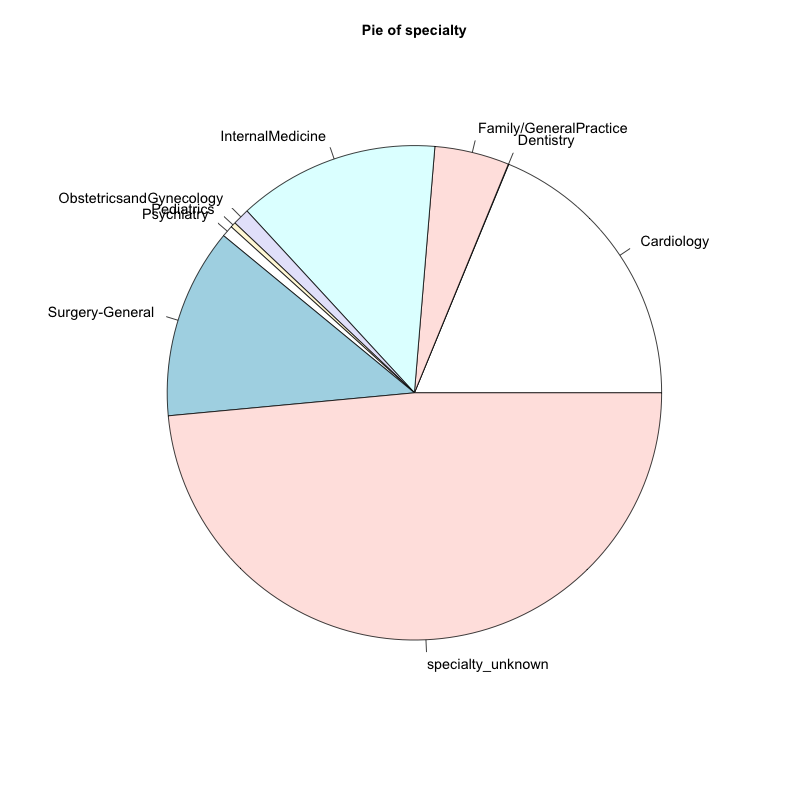 Pie of specialty
Family/GeneralPractice
InternalMedicine
Dentistry
ObstetricsandGynecology
Pediatrics
Psychiatry
Cardiology
Surgery-General
specialty_unknown